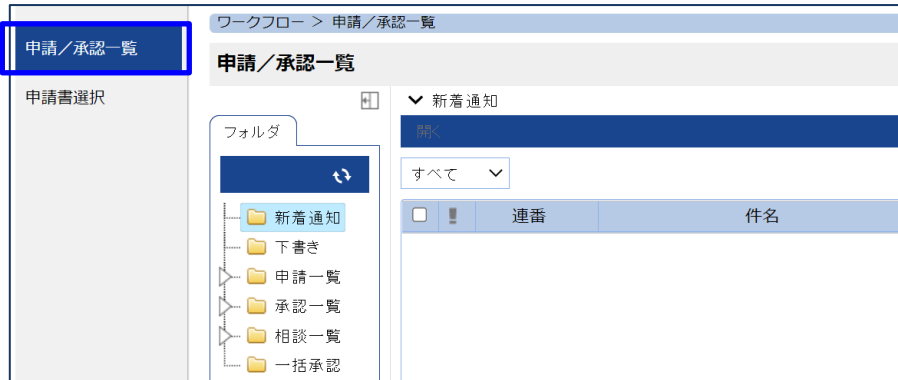 ワークフロー > 申請／承認一覧
申請／承認一覧
申請書選択
申請／承認一覧
フォルダ
新着通知
下書き
申請一覧
承認一覧
相談一覧
一括承認
新着通知
開く
すべて
連番 件名